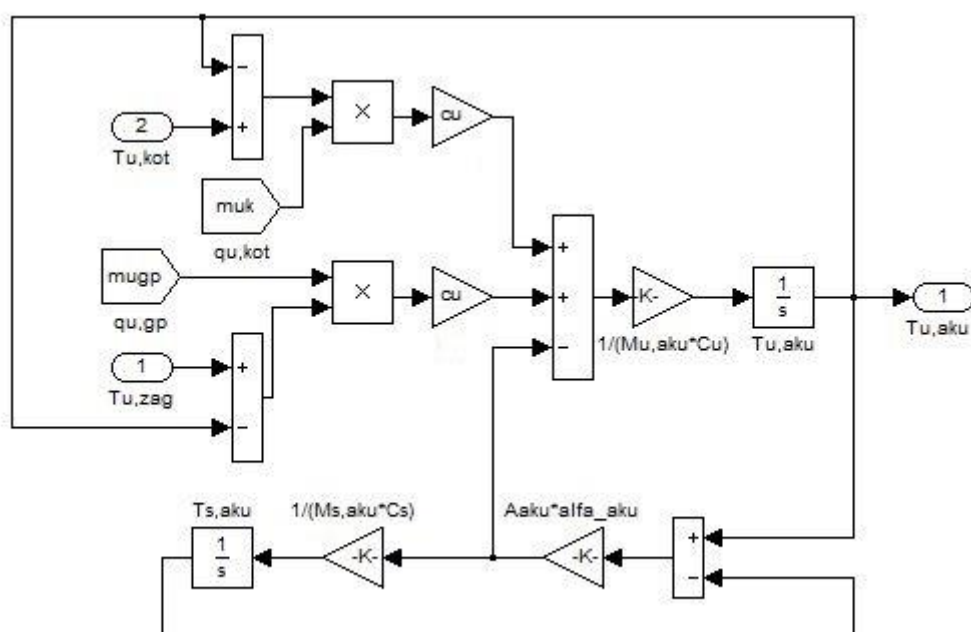 −
2
+
Tu,kot
×
cu
muk
qu,kot
mugp
qu,gp
×
cu
1
+
Tu,zag
−
+
+
−
-K-
1/(Mu,aku*Cu)
1
s
Tu,aku
1
Tu,aku
Ts,aku
1
s
1/(Ms,aku*Cs)
-K-
Aaku*alfa_aku
-K-
+
−